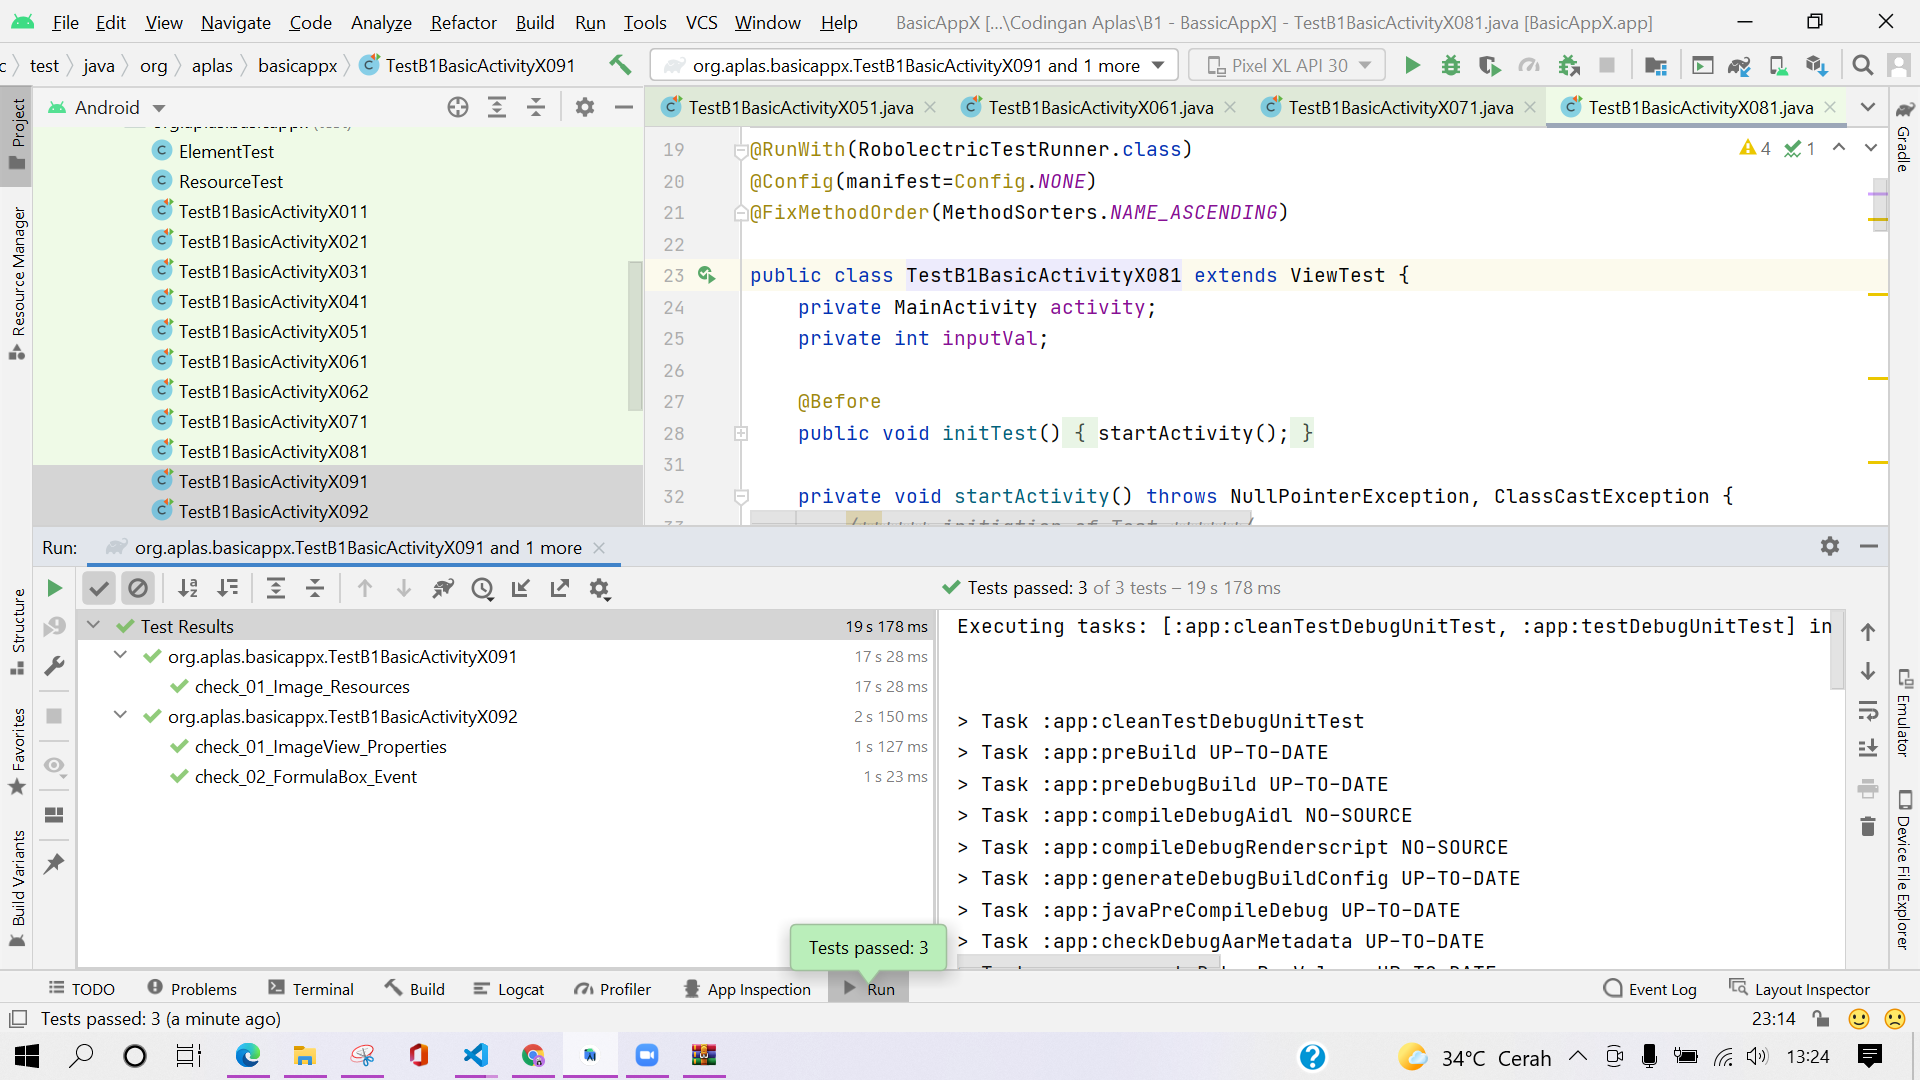 File Edit View Navigate Code Analyze Refactor Build Run Tools VCS Window Help BasicAppX [...\Codingan Aplas\B1 - BassicAppX] - TestB1BasicActivityX081.java [BasicAppX.app]
c test java org aplas basicappx TestB1BasicActivityX091 org.aplas.basicappx.TestB1BasicActivityX091 and 1 more Pixel XL API 30
Project
Resource Manager
Structure
Favorites
Build Variants
Android
ElementTest
ResourceTest
TestB1BasicActivityX011
TestB1BasicActivityX021
TestB1BasicActivityX031
TestB1BasicActivityX041
TestB1BasicActivityX051
TestB1BasicActivityX061
TestB1BasicActivityX062
TestB1BasicActivityX071
TestB1BasicActivityX081
TestB1BasicActivityX091
TestB1BasicActivityX092
TestB1BasicActivityX051.java TestB1BasicActivityX061.java TestB1BasicActivityX071.java TestB1BasicActivityX081.java
4 1
19 @RunWith(RobolectricTestRunner.class)
20 @Config(manifest=Config.NONE)
21 @FixMethodOrder(MethodSorters.NAME_ASCENDING)
22
23 public class TestB1BasicActivityX081 extends ViewTest {
24 private MainActivity activity;
25 private int inputVal;
26
27 @Before
28 public void initTest() { startActivity(); }
31
32 private void startActivity() throws NullPointerException, ClassCastException {
Gradle
Emulator
Device File Explorer
Run: org.aplas.basicappx.TestB1BasicActivityX091 and 1 more
Tests passed: 3 of 3 tests – 19 s 178 ms
Test Results 19 s 178 ms
org.aplas.basicappx.TestB1BasicActivityX091 17 s 28 ms
check_01_Image_Resources 17 s 28 ms
org.aplas.basicappx.TestB1BasicActivityX092 2 s 150 ms
check_01_ImageView_Properties 1 s 127 ms
check_02_FormulaBox_Event 1 s 23 ms
Executing tasks: [:app:cleanTestDebugUnitTest, :app:testDebugUnitTest] in
> Task :app:cleanTestDebugUnitTest
> Task :app:preBuild UP-TO-DATE
> Task :app:preDebugBuild UP-TO-DATE
> Task :app:compileDebugAidl NO-SOURCE
> Task :app:compileDebugRenderscript NO-SOURCE
> Task :app:generateDebugBuildConfig UP-TO-DATE
> Task :app:javaPreCompileDebug UP-TO-DATE
> Task :app:checkDebugAarMetadata UP-TO-DATE
Tests passed: 3
TODO Problems Terminal Build Logcat Profiler App Inspection Run Event Log Layout Inspector
Tests passed: 3 (a minute ago) 23:14
34°C Cerah 13:24